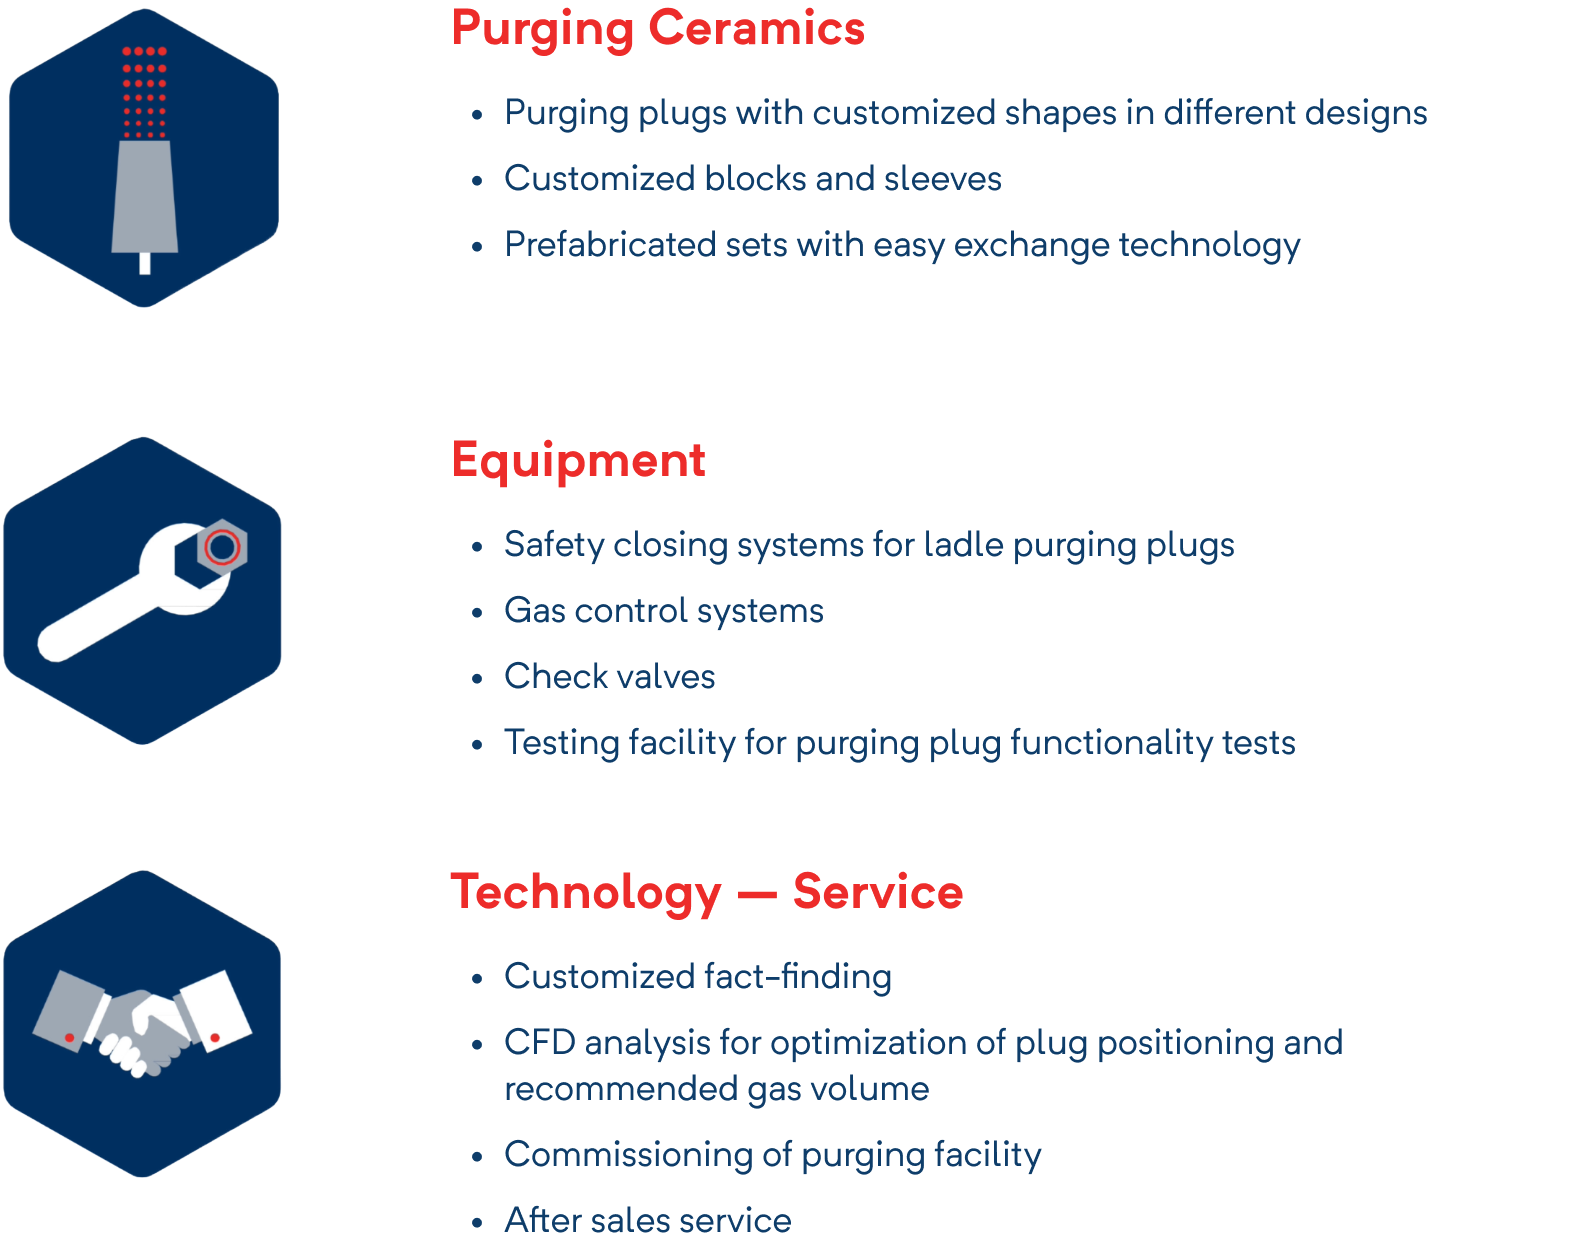 Purging Ceramics
• Purging plugs with customized shapes in different designs
• Customized blocks and sleeves
• Prefabricated sets with easy exchange technology
Equipment
• Safety closing systems for ladle purging plugs
• Gas control systems
• Check valves
• Testing facility for purging plug functionality tests
Technology — Service
• Customized fact-finding
• CFD analysis for optimization of plug positioning and
recommended gas volume
• Commissioning of purging facility
• After sales service